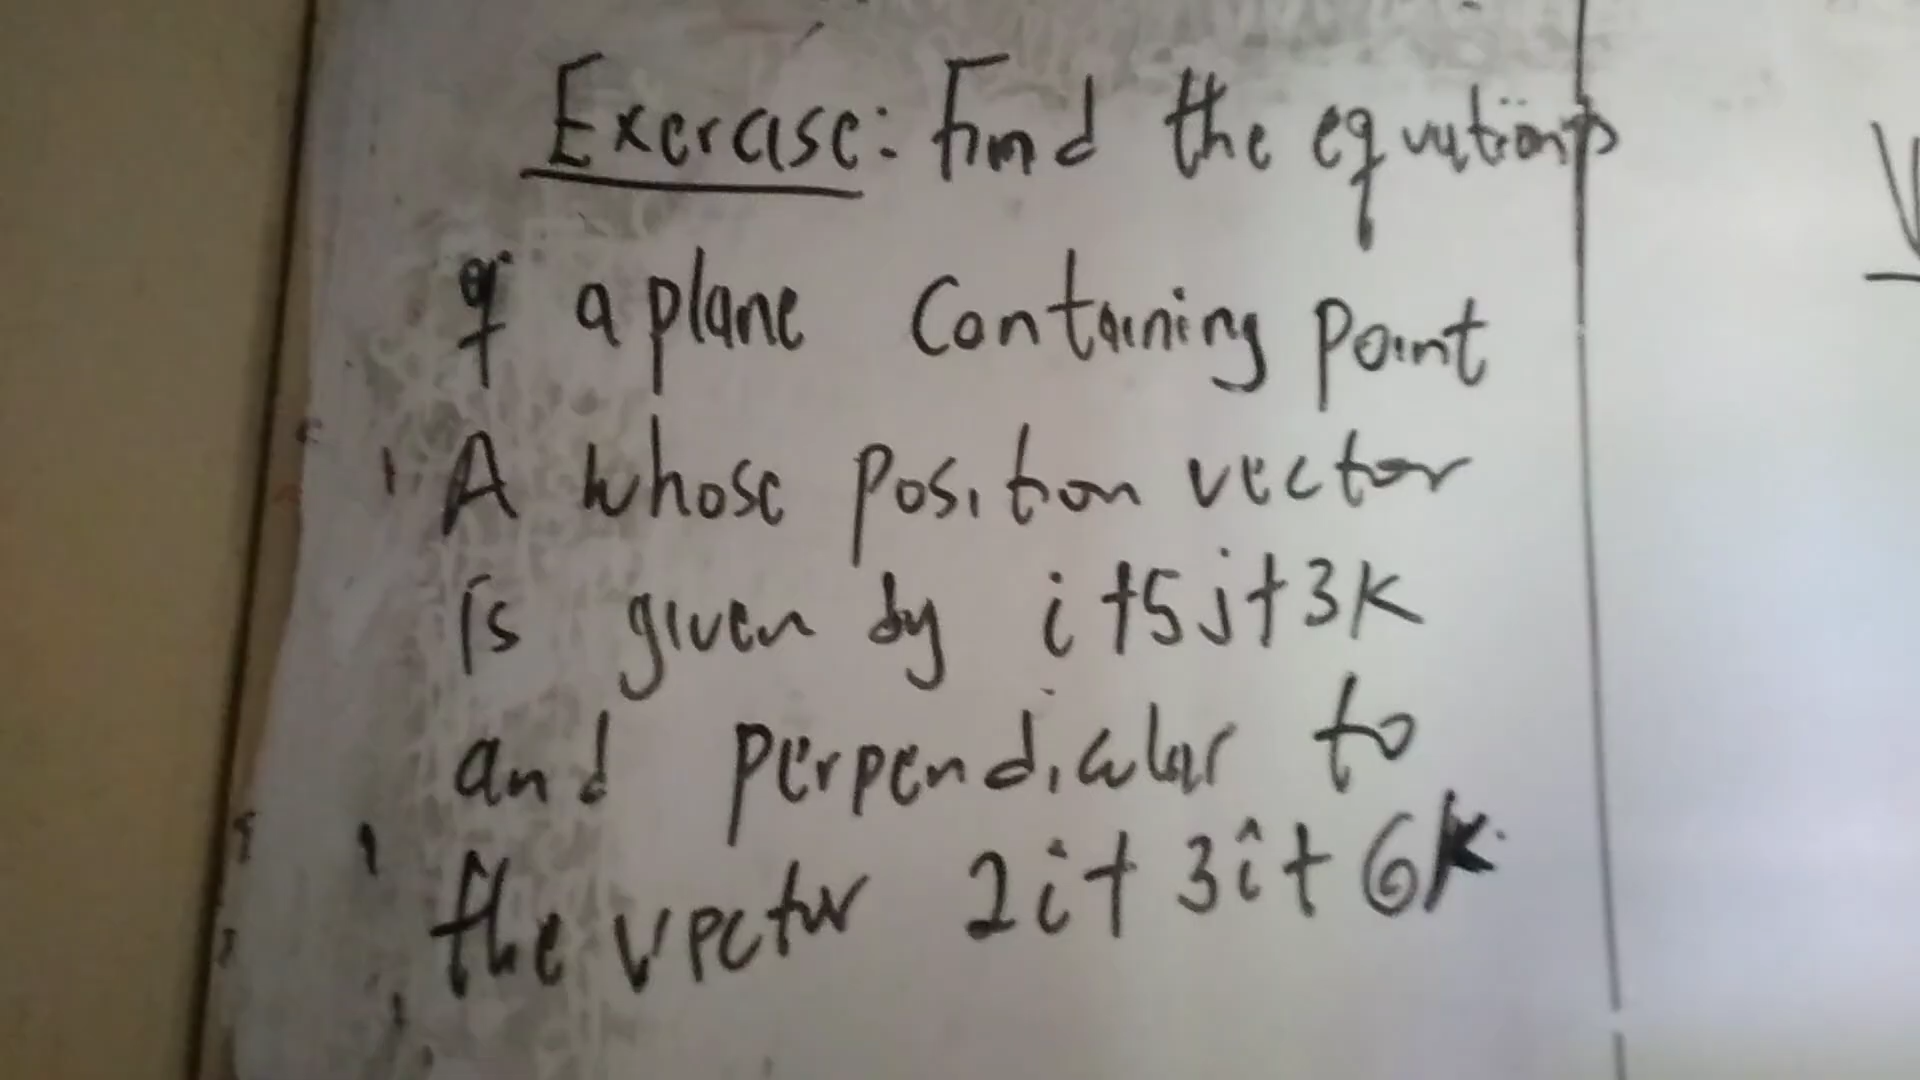 Exercise: Find the equations
of a plane Containing point
A whose position vector
is given by i+5j+3k
and perpendicular to
the vector 2i+ 3i+ 6k